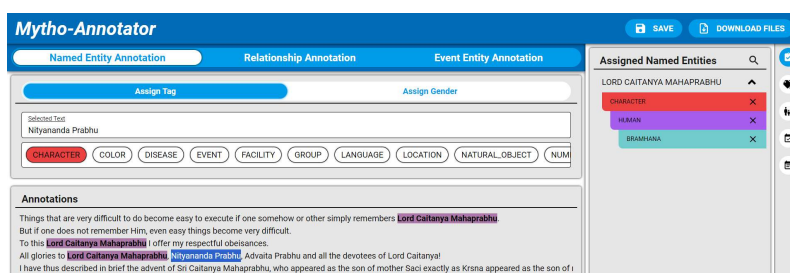 Mytho-Annotator
SAVE
DOWNLOAD FILES
Named Entity Annotation
Relationship Annotation
Event Entity Annotation
Assign Tag
Assign Gender
Selected Text
Nityananda Prabhu
CHARACTER COLOR DISEASE EVENT FACILITY GROUP LANGUAGE LOCATION NATURAL_OBJECT NUM
Annotations
Things that are very difficult to do become easy to execute if one somehow or other simply remembers Lord Caitanya Mahaprabhu.
But if one does not remember Him, even easy things become very difficult.
To this Lord Caitanya Mahaprabhu I offer my respectful obeisances.
All glories to Lord Caitanya Mahaprabhu, Nityananda Prabhu, Advaita Prabhu and all the devotees of Lord Caitanya!
I have thus described in brief the advent of Sri Caitanya Mahaprabhu, who appeared as the son of mother Saci exactly as Krsna appeared as the son of
Assigned Named Entities
LORD CAITANYA MAHAPRABHU
CHARACTER
HUMAN
BRAMHANA